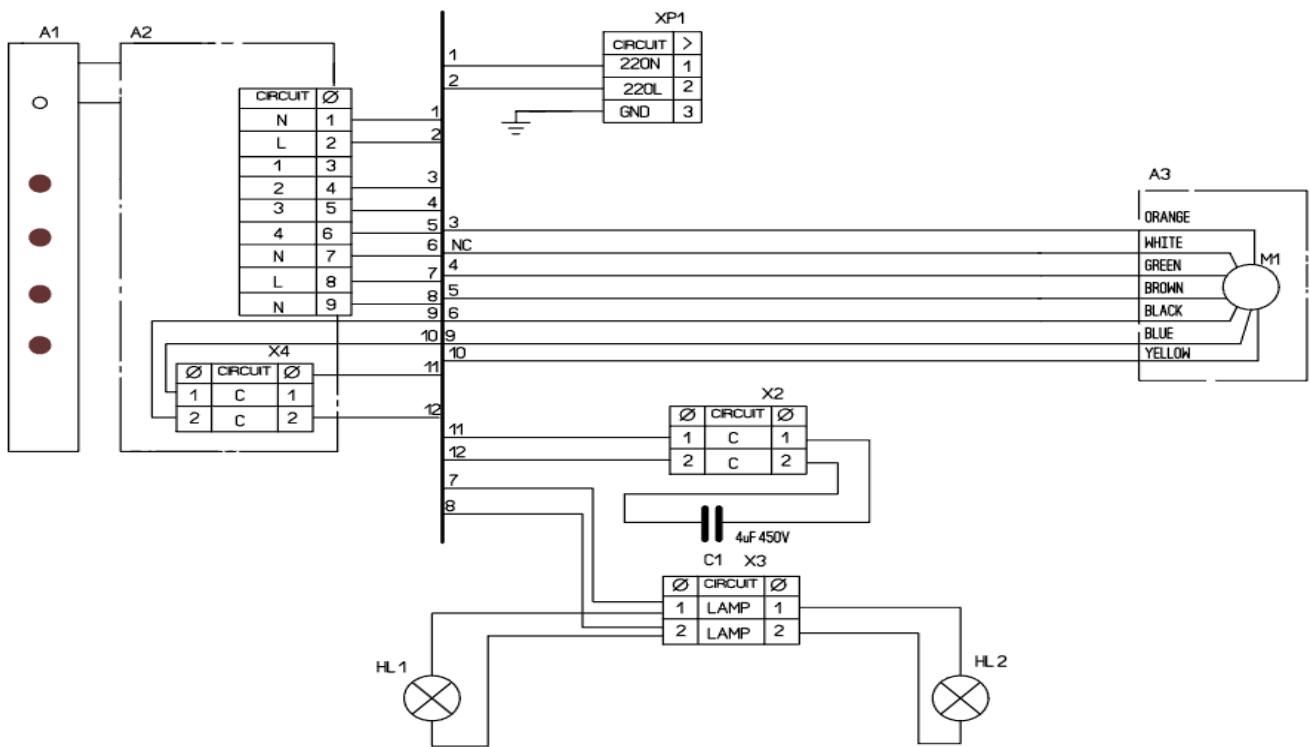 A1
A2
CIRCUIT Ø
N 1
L 2
1 3
2 4
3 5
4 6
N 7
L 8
N 9
X4
Ø CIRCUIT Ø
1 C 1
2 C 2
1
2
3
4
5
6
7
8
9
10
11
12
1
2
XP1
CIRCUIT >
220N 1
220L 2
GND 3
3
NC
4
5
6
9
10
11
12
7
8
A3
ORANGE
WHITE
GREEN
BROWN
BLACK
BLUE
YELLOW
M1
X2
Ø CIRCUIT Ø
1 C 1
2 C 2
4uF 450V
C1 X3
Ø CIRCUIT Ø
1 LAMP 1
2 LAMP 2
HL1
HL2